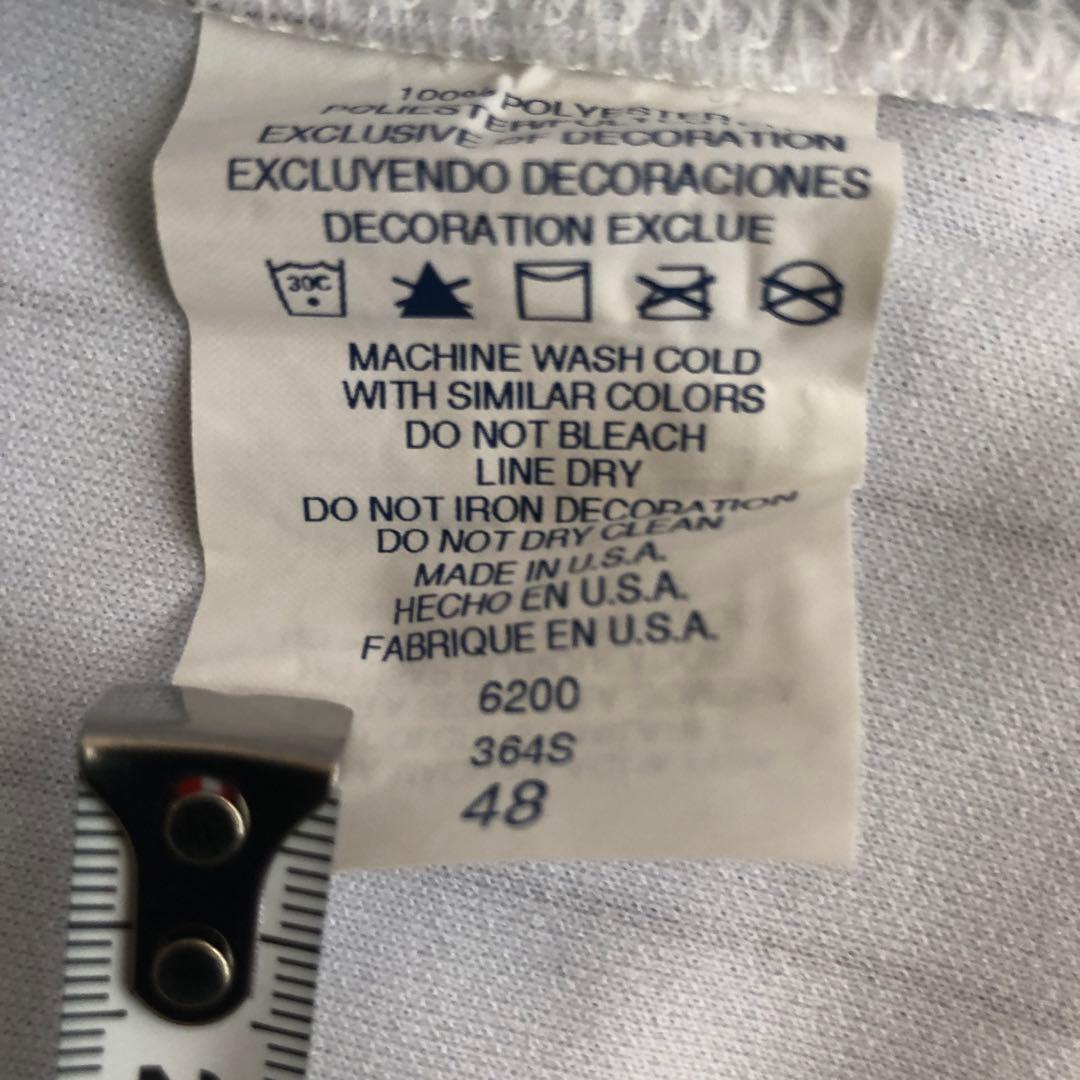 100% POLYESTER
POLIESTER
EXCLUSIVE OF DECORATION
EXCLUYENDO DECORACIONES
DECORATION EXCLUE
30C
MACHINE WASH COLD
WITH SIMILAR COLORS
DO NOT BLEACH
LINE DRY
DO NOT IRON DECORATION
DO NOT DRY CLEAN
MADE IN U.S.A.
HECHO EN U.S.A.
FABRIQUE EN U.S.A.
6200
364S
48